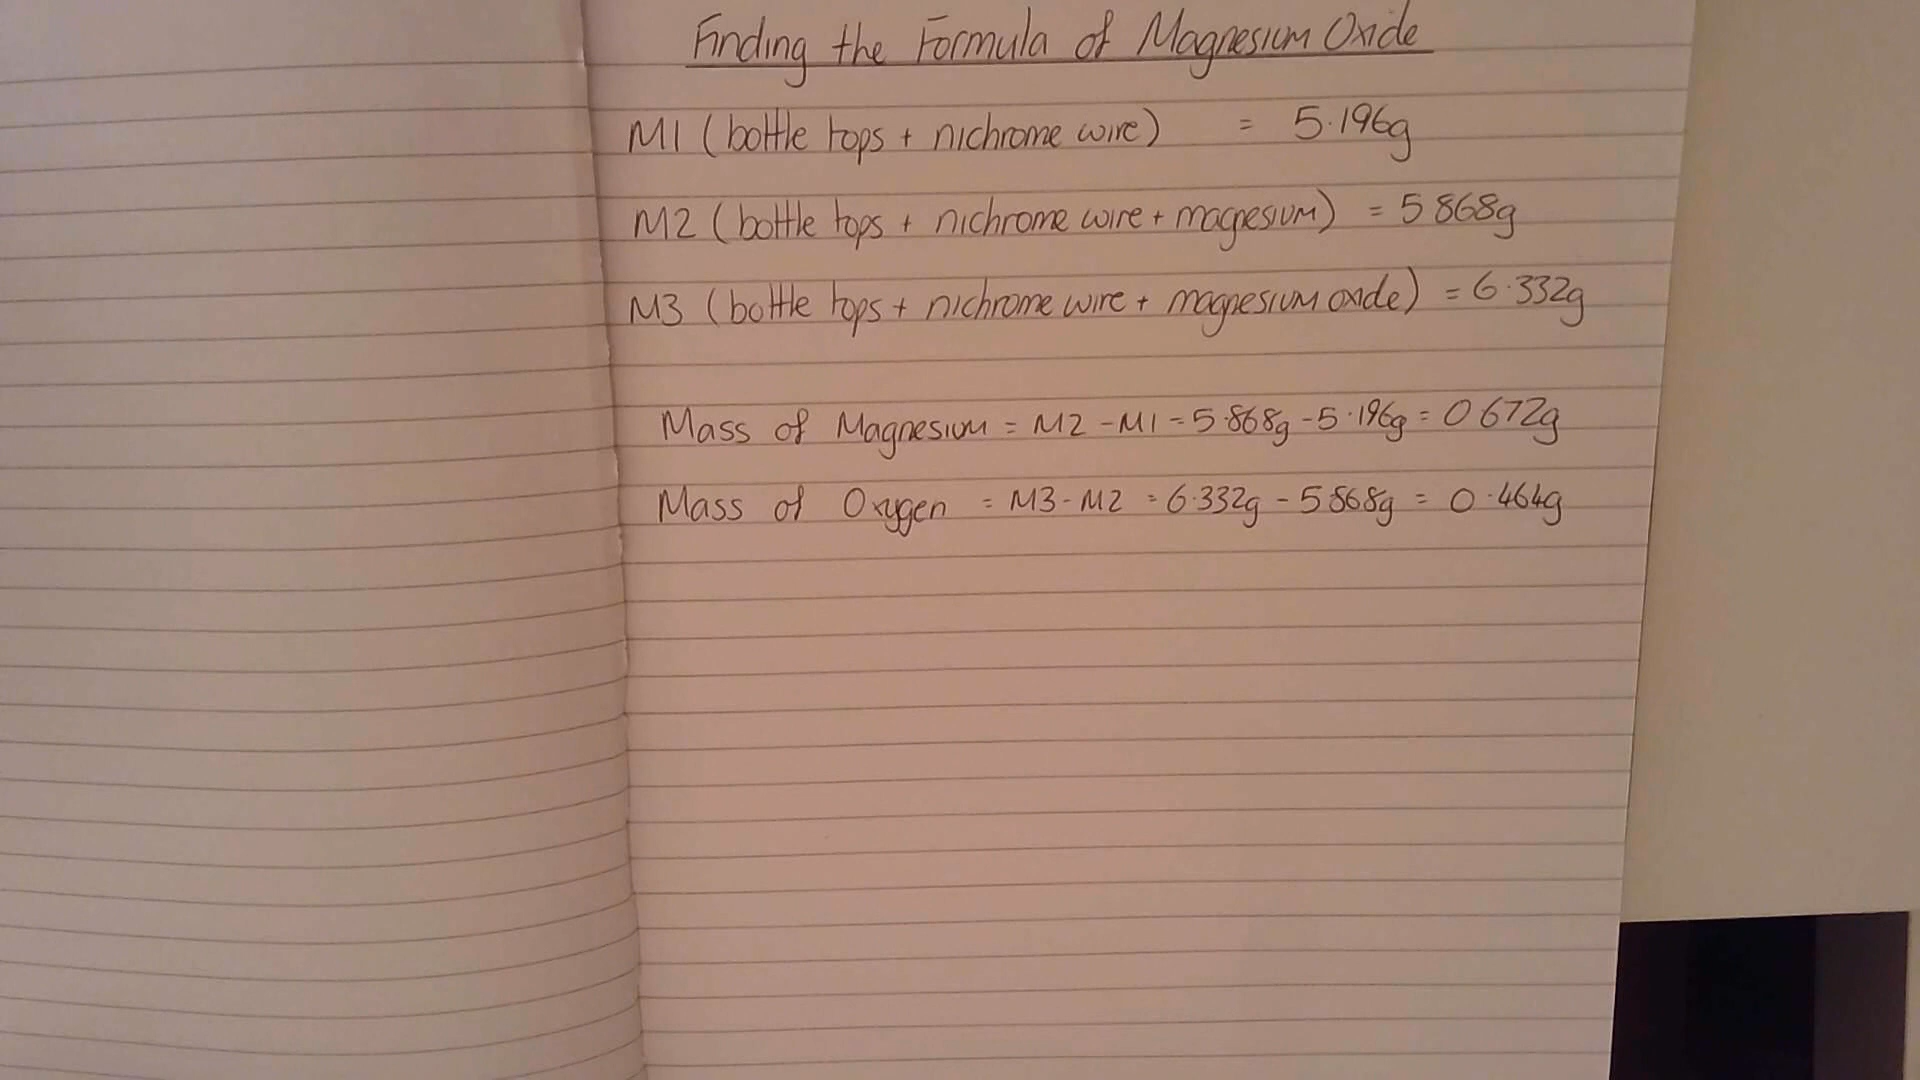 Finding the Formula of Magnesium Oxide
M1 (bottle tops + nichrome wire) = 5.196g
M2 (bottle tops + nichrome wire + magnesium) = 5 868g
M3 (bottle tops + nichrome wire + magnesium oxide) = 6.332g
Mass of Magnesium = M2 - M1 = 5.868g - 5.196g = 0 672g
Mass of Oxygen = M3 - M2 = 6.332g - 5.868g = 0.464g